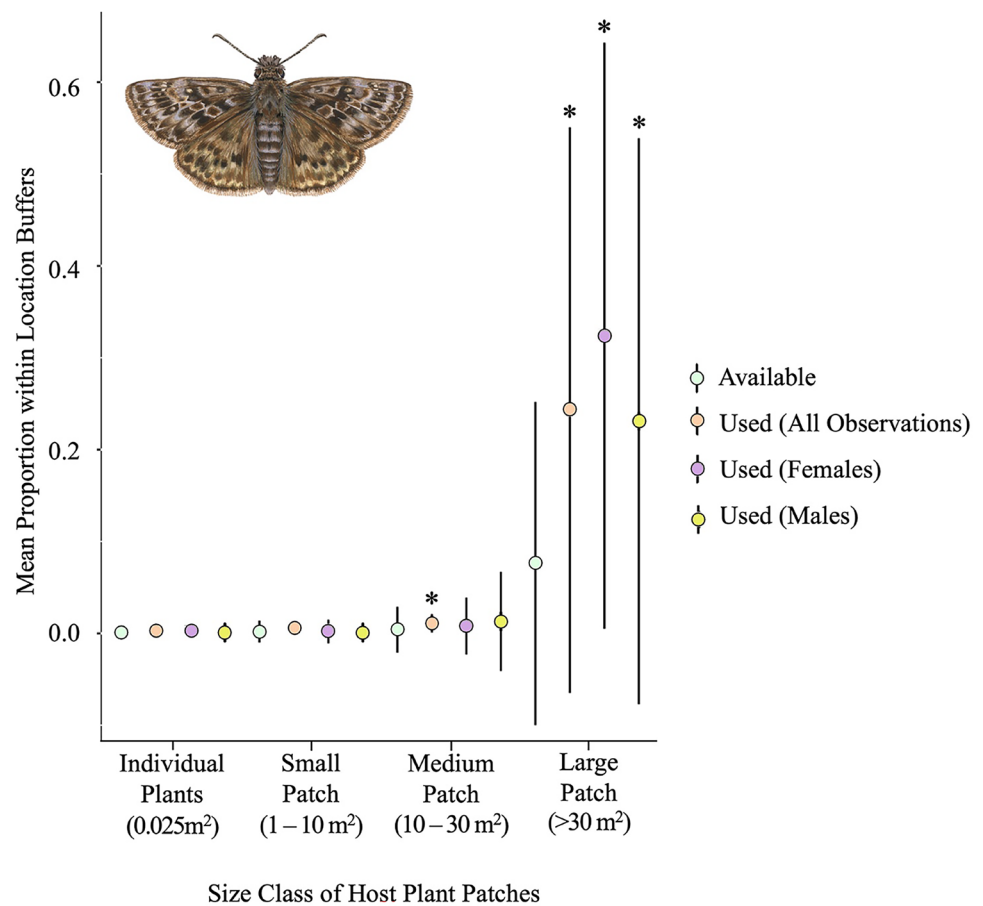 Mean Proportion within Location Buffers
0.6
0.4
0.2
0.0
*
*
*
*
Individual
Plants
(0.025m²)
Small
Patch
(1 – 10 m²)
Medium
Patch
(10 – 30 m²)
Large
Patch
(>30 m²)
Size Class of Host Plant Patches
Available
Used (All Observations)
Used (Females)
Used (Males)